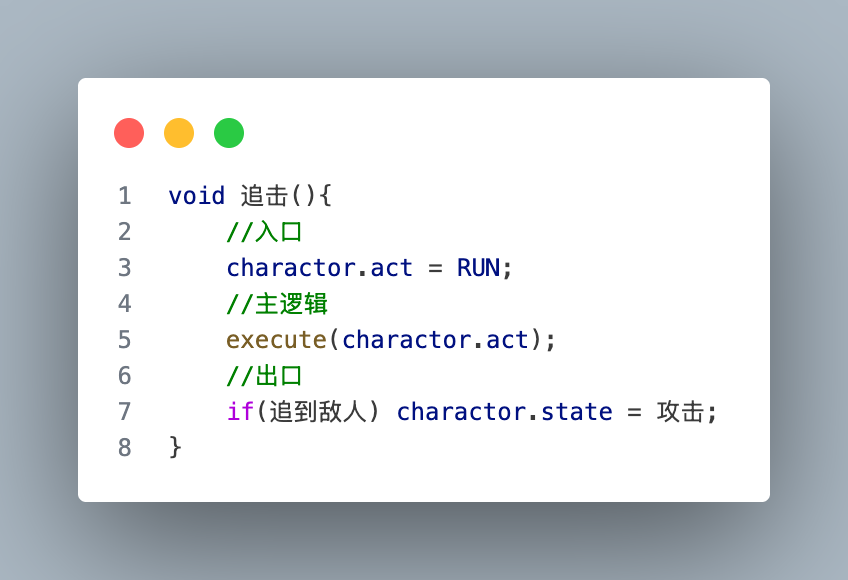 1 void 追击(){
2 //入口
3 charactor.act = RUN;
4 //主逻辑
5 execute(charactor.act);
6 //出口
7 if(追到敌人) charactor.state = 攻击;
8 }